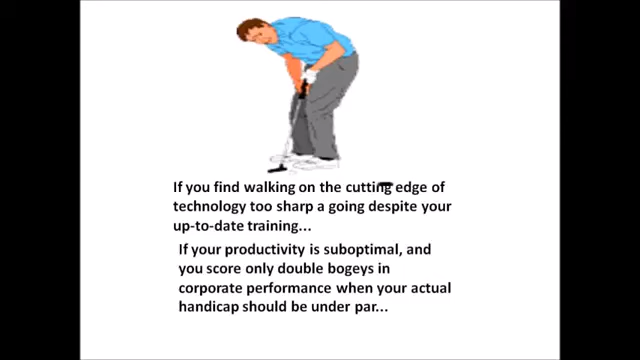 If you find walking on the cutting edge of
technology too sharp a going despite your
up-to-date training...
If your productivity is suboptimal, and
you score only double bogeys in
corporate performance when your actual
handicap should be under par...